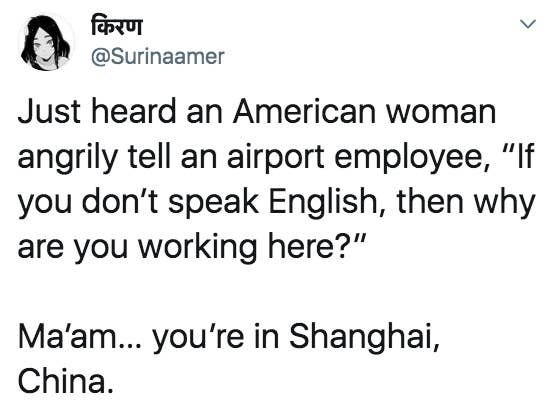 किरण
@Surinaamer
Just heard an American woman
angrily tell an airport employee, “If
you don’t speak English, then why
are you working here?”
Ma’am... you’re in Shanghai,
China.